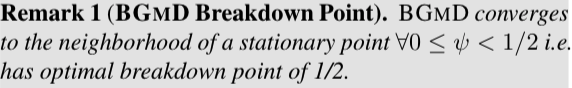 Remark 1 (BGMD Breakdown Point). BGMD converges
to the neighborhood of a stationary point ∀0 ≤ ψ < 1/2 i.e.
has optimal breakdown point of 1/2.